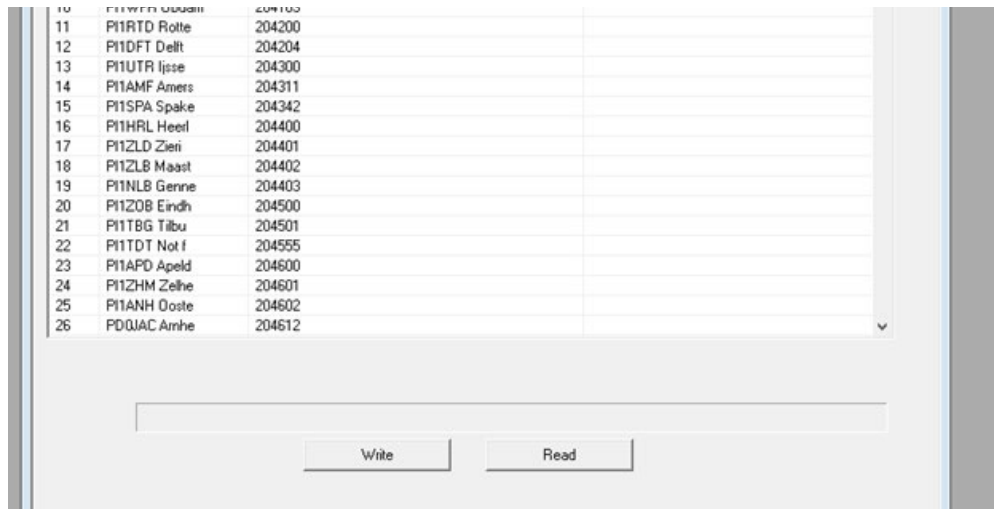 11 PI1RTD Rotte 204200
12 PI1DFT Delft 204204
13 PI1UTR Ijsse 204300
14 PI1AMF Amers 204311
15 PI1SPA Spake 204342
16 PI1HRL Heerl 204400
17 PI1ZLD Zieri 204401
18 PI1ZLB Maast 204402
19 PI1NLB Genne 204403
20 PI1ZOB Eindh 204500
21 PI1TBG Tilbu 204501
22 PI1TDT Not f 204555
23 PI1APD Apeld 204600
24 PI1ZHM Zelhe 204601
25 PI1ANH Ooste 204602
26 PD0JAC Arnhe 204612
Write Read